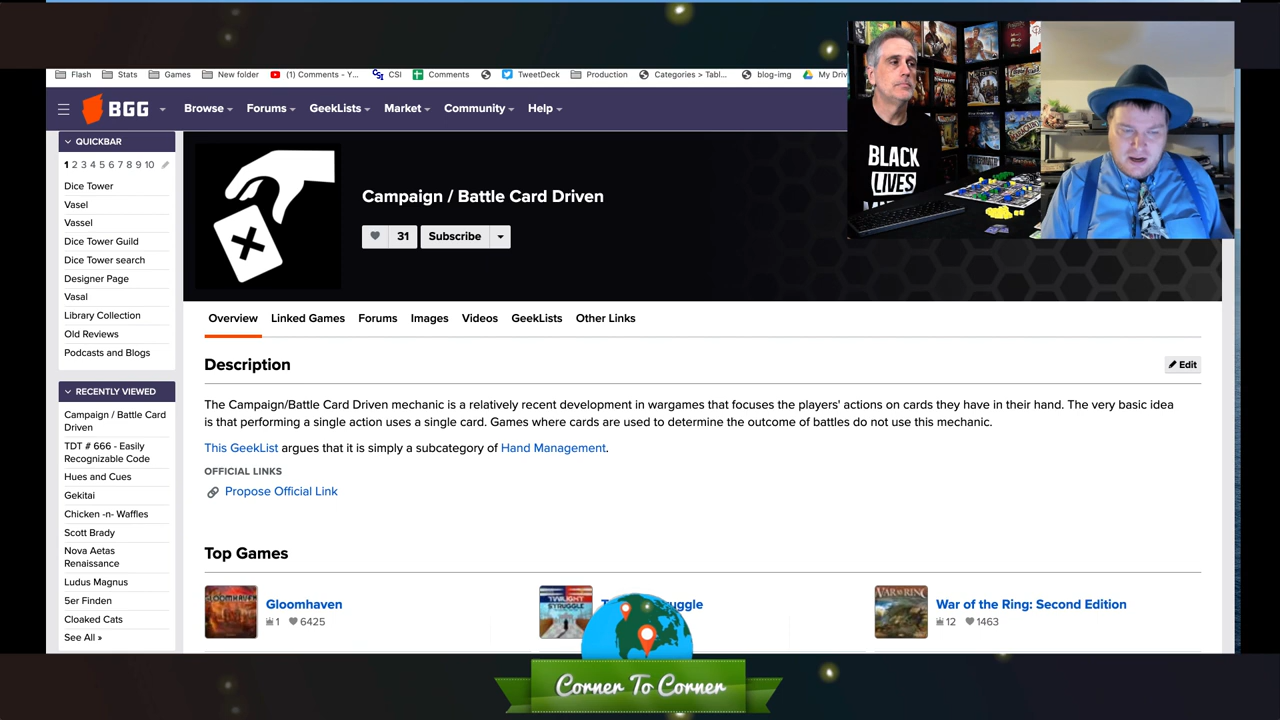 Flash
Stats
Games
New folder
(1) Comments - Y...
CSI
Comments
TweetDeck
Production
Categories > Tabl...
blog-img
My Driv
BGG
Browse
Forums
GeekLists
Market
Community
Help
QUICKBAR
1 2 3 4 5 6 7 8 9 10
Dice Tower
Vasel
Vassel
Dice Tower Guild
Dice Tower search
Designer Page
Vasal
Library Collection
Old Reviews
Podcasts and Blogs
RECENTLY VIEWED
Campaign / Battle Card
Driven
TDT # 666 - Easily
Recognizable Code
Hues and Cues
Gekitai
Chicken -n- Waffles
Scott Brady
Nova Aetas
Renaissance
Ludus Magnus
5er Finden
Cloaked Cats
See All »
Campaign / Battle Card Driven
31
Subscribe
BLACK
LIVES
Overview
Linked Games
Forums
Images
Videos
GeekLists
Other Links
Description
Edit
The Campaign/Battle Card Driven mechanic is a relatively recent development in wargames that focuses the players' actions on cards they have in their hand. The very basic idea
is that performing a single action uses a single card. Games where cards are used to determine the outcome of battles do not use this mechanic.
This GeekList argues that it is simply a subcategory of Hand Management.
OFFICIAL LINKS
Propose Official Link
Top Games
GLOOMHAVEN
Gloomhaven
1 6425
TWILIGHT
STRUGGLE
T uggle
WAR OF THE RING
War of the Ring: Second Edition
12 1463
Corner To Corner